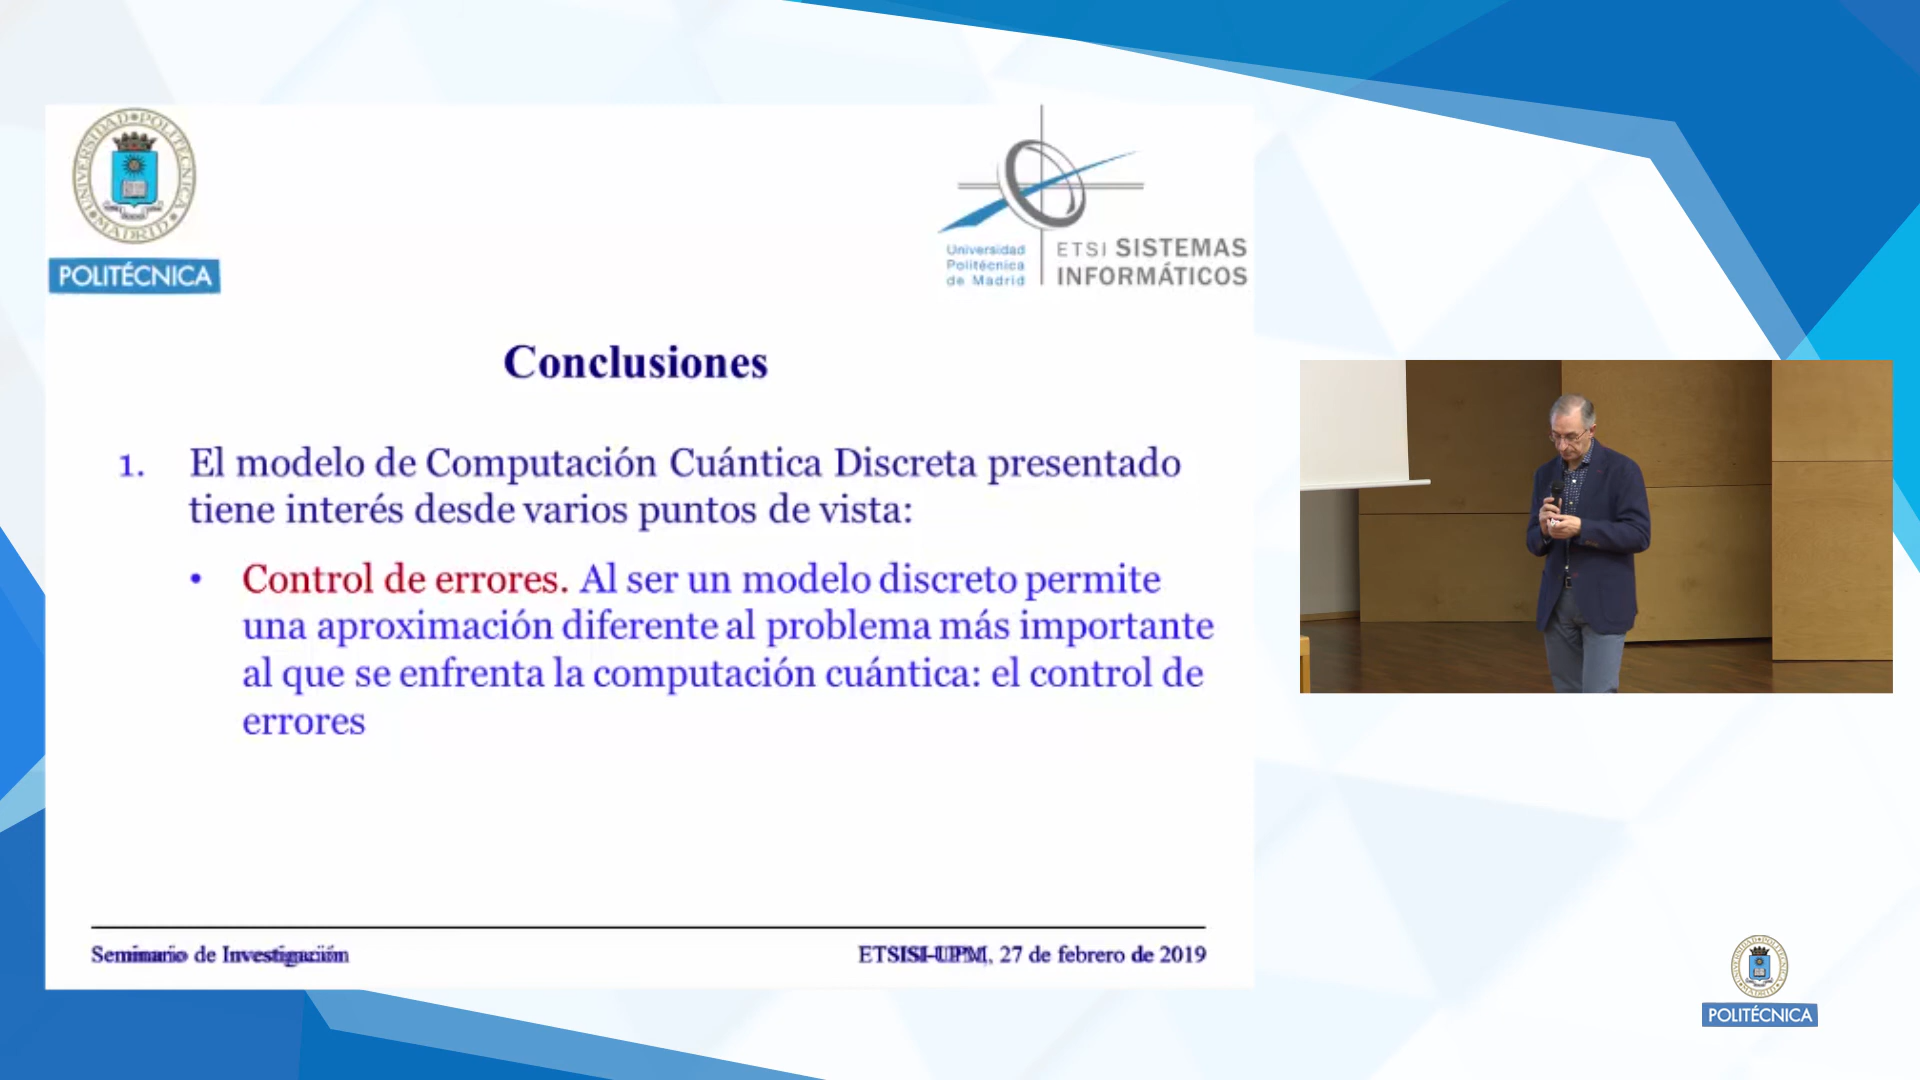 UNIVERSIDAD POLITÉCNICA MADRID
POLITÉCNICA
Universidad
Politécnica
de Madrid
ETSI SISTEMAS
INFORMÁTICOS
Conclusiones
1. El modelo de Computación Cuántica Discreta presentado
tiene interés desde varios puntos de vista:
• Control de errores. Al ser un modelo discreto permite
una aproximación diferente al problema más importante
al que se enfrenta la computación cuántica: el control de
errores
Seminario de Investigación
ETSISI-UPM, 27 de febrero de 2019
POLITÉCNICA